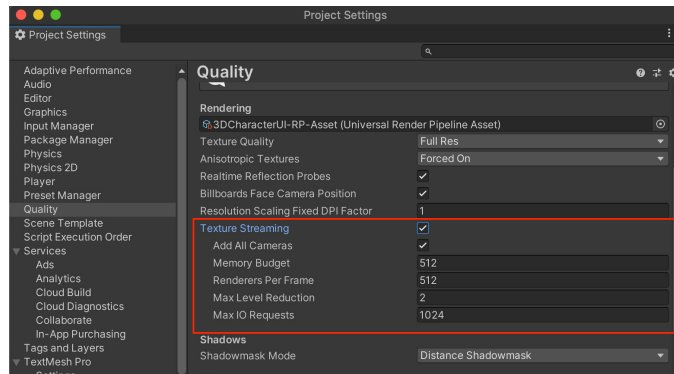 Project Settings
Project Settings
Adaptive Performance
Audio
Editor
Graphics
Input Manager
Package Manager
Physics
Physics 2D
Player
Preset Manager
Quality
Scene Template
Script Execution Order
Services
Ads
Analytics
Cloud Build
Cloud Diagnostics
Collaborate
In-App Purchasing
Tags and Layers
TextMesh Pro
Quality
Rendering
3DCharacterUI-RP-Asset (Universal Render Pipeline Asset)
Texture Quality Full Res
Anisotropic Textures Forced On
Realtime Reflection Probes
Billboards Face Camera Position
Resolution Scaling Fixed DPI Factor 1
Texture Streaming
Add All Cameras
Memory Budget 512
Renderers Per Frame 512
Max Level Reduction 2
Max IO Requests 1024
Shadows
Shadowmask Mode Distance Shadowmask